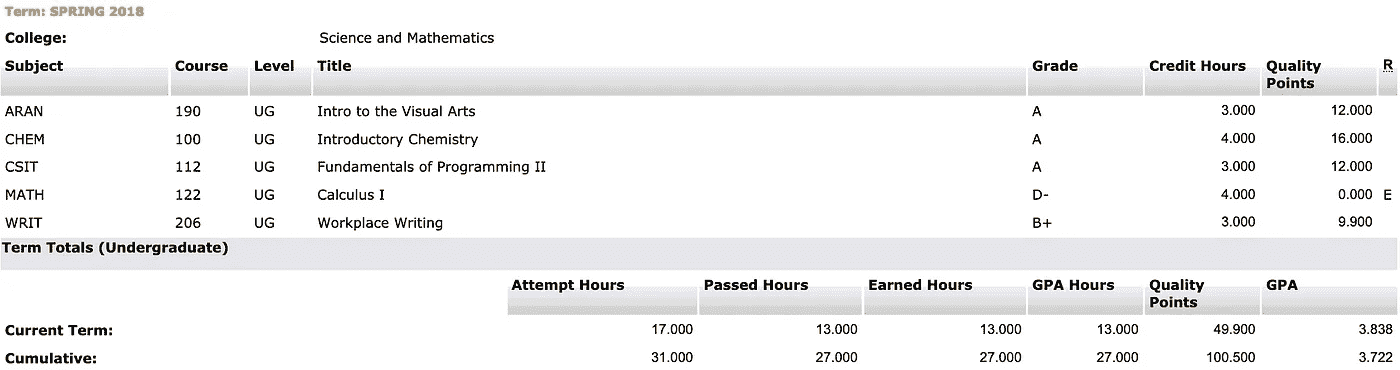 Term: SPRING 2018
College: Science and Mathematics
Subject Course Level Title Grade Credit Hours Quality Points R
ARAN 190 UG Intro to the Visual Arts A 3.000 12.000
CHEM 100 UG Introductory Chemistry A 4.000 16.000
CSIT 112 UG Fundamentals of Programming II A 3.000 12.000
MATH 122 UG Calculus I D- 4.000 0.000 E
WRIT 206 UG Workplace Writing B+ 3.000 9.900
Term Totals (Undergraduate)
Attempt Hours Passed Hours Earned Hours GPA Hours Quality Points GPA
Current Term: 17.000 13.000 13.000 13.000 49.900 3.838
Cumulative: 31.000 27.000 27.000 27.000 100.500 3.722